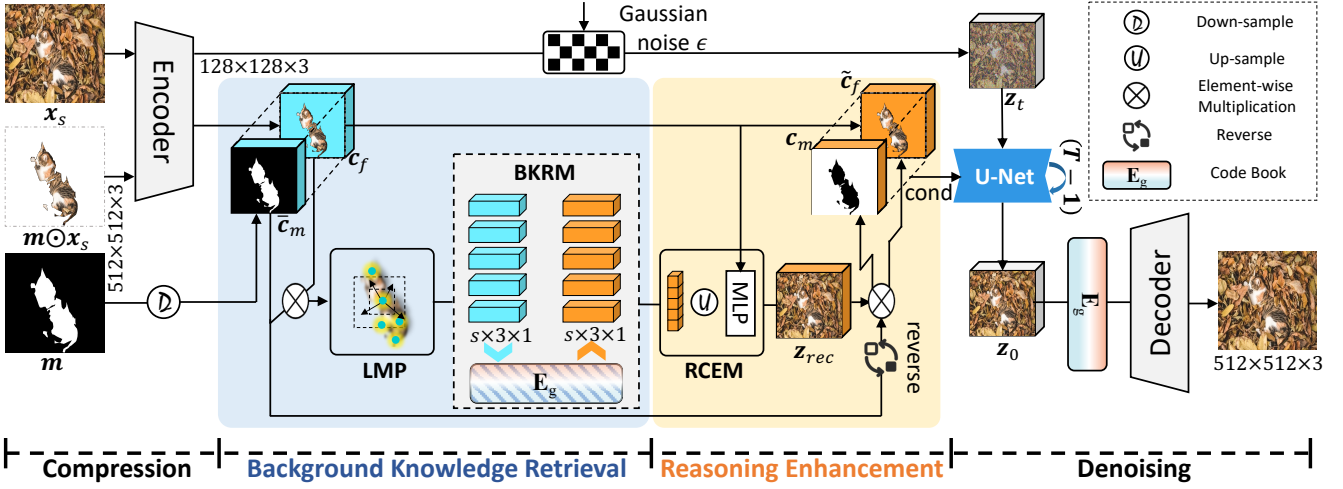 Gaussian
noise ϵ
128×128×3
Encoder
x_s
m⊙x_s
512×512×3
m
D
c_f
c̅_m
LMP
BKRM
s×3×1
s×3×1
E_g
c̃_f
c_m
cond
RCEM
U
MLP
z_rec
reverse
z_t
U-Net
(T − 1)
z_0
E_g
Decoder
512×512×3
D
Down-sample
U
Up-sample
Element-wise
Multiplication
Reverse
E_g
Code Book
Compression
Background Knowledge Retrieval
Reasoning Enhancement
Denoising